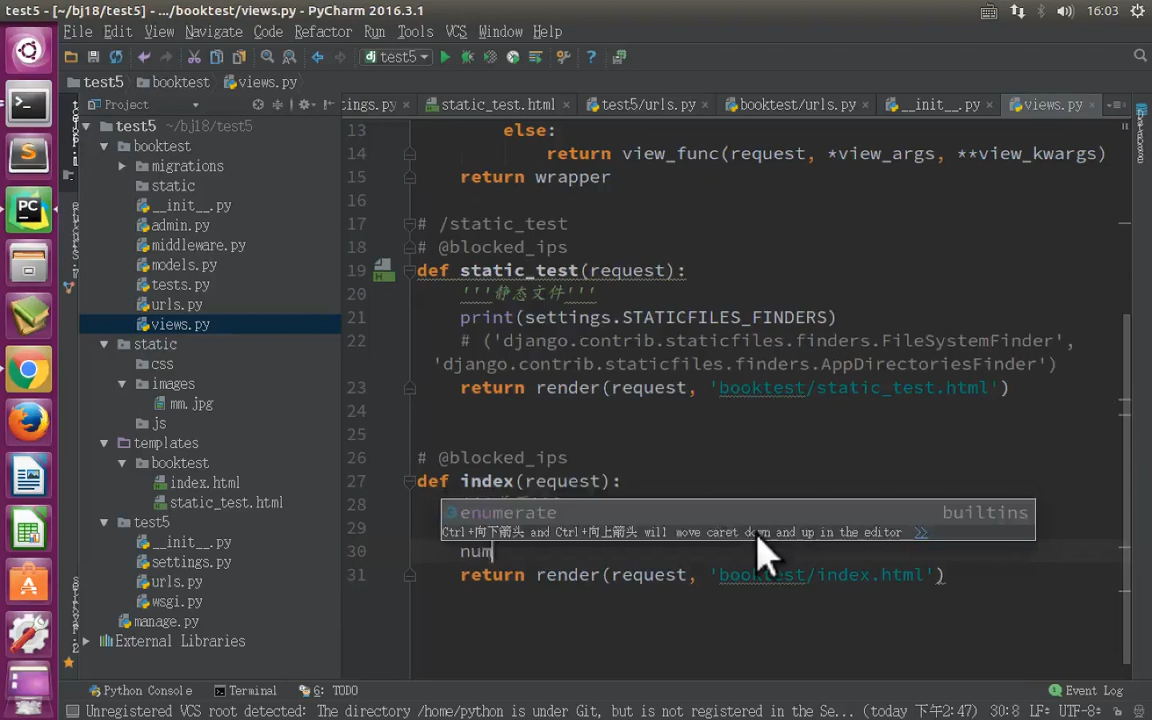 test5 - [~/bj18/test5] - .../booktest/views.py - PyCharm 2016.3.1
16:03
File Edit View Navigate Code Refactor Run Tools VCS Window Help
dj test5
test5 booktest views.py
Project
tings.py static_test.html test5/urls.py booktest/urls.py __init__.py views.py
test5 ~/bj18/test5
booktest
migrations
static
__init__.py
admin.py
middleware.py
models.py
tests.py
urls.py
views.py
static
css
images
mm.jpg
js
templates
booktest
index.html
static_test.html
test5
__init__.py
settings.py
urls.py
wsgi.py
manage.py
External Libraries
13 else:
14 return view_func(request, *view_args, **view_kwargs)
15 return wrapper
16
17 # /static_test
18 # @blocked_ips
19 def static_test(request):
20 '''静态文件'''
21 print(settings.STATICFILES_FINDERS)
22 # ('django.contrib.staticfiles.finders.FileSystemFinder',
'django.contrib.staticfiles.finders.AppDirectoriesFinder')
23 return render(request, 'booktest/static_test.html')
24
25
26 # @blocked_ips
27 def index(request):
28
enumerate builtins
29
Ctrl+向下箭头 and Ctrl+向上箭头 will move caret down and up in the editor >>
30 num
31 return render(request, 'booktest/index.html')
Python Console Terminal 6: TODO Event Log
Unregistered VCS root detected: The directory /home/python is under Git, but is not registered in the Se... (today 下午2:47) 30:8 LF÷ UTF-8÷